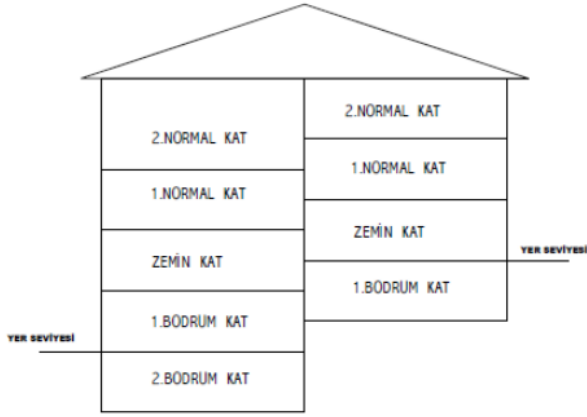 2.NORMAL KAT
1.NORMAL KAT
ZEMİN KAT
1.BODRUM KAT
YER SEVİYESİ
2.BODRUM KAT
2.NORMAL KAT
1.NORMAL KAT
ZEMİN KAT
YER SEVİYESİ
1.BODRUM KAT